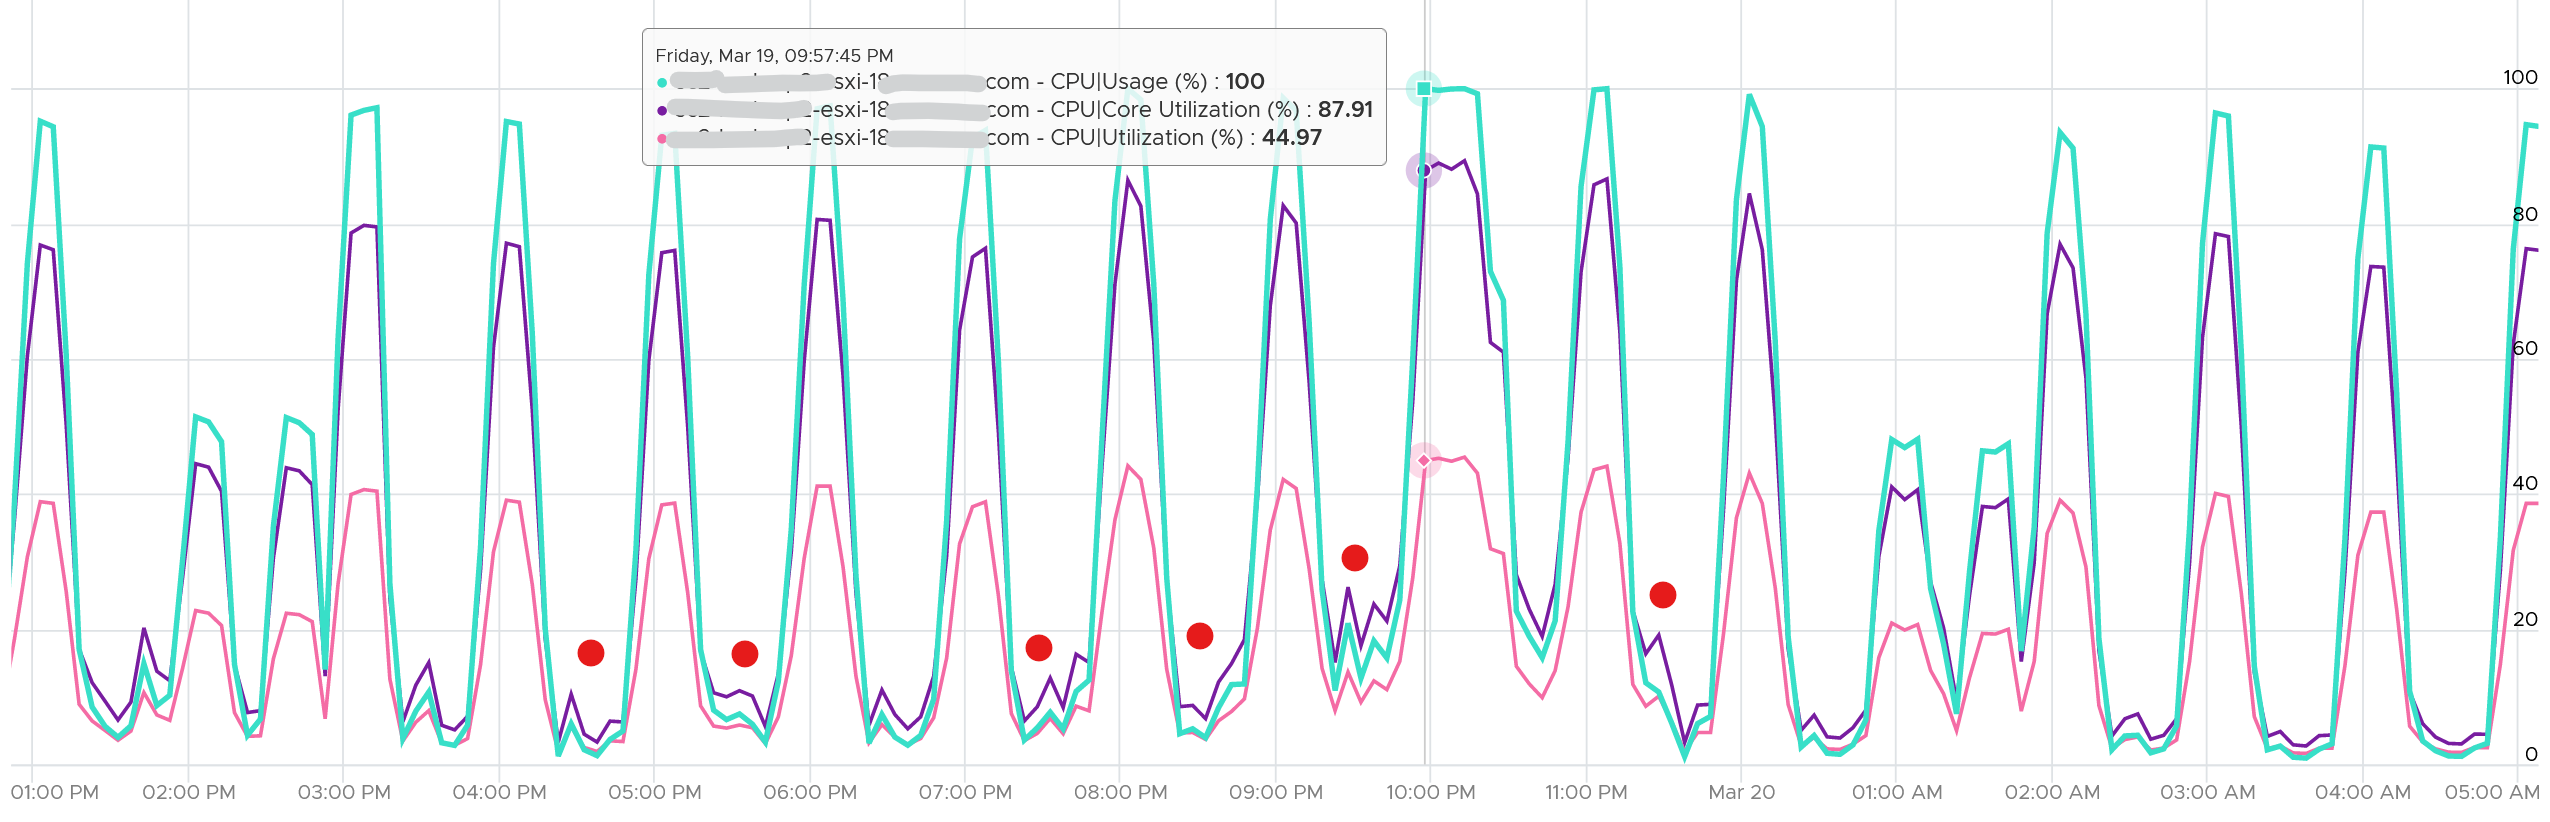 Friday, Mar 19, 09:57:45 PM
esxi-18 com - CPU|Usage (%) : 100
2-esxi-18 com - CPU|Core Utilization (%) : 87.91
2-esxi-18 com - CPU|Utilization (%) : 44.97
100
80
60
40
20
0
01:00 PM 02:00 PM 03:00 PM 04:00 PM 05:00 PM 06:00 PM 07:00 PM 08:00 PM 09:00 PM 10:00 PM 11:00 PM Mar 20 01:00 AM 02:00 AM 03:00 AM 04:00 AM 05:00 AM